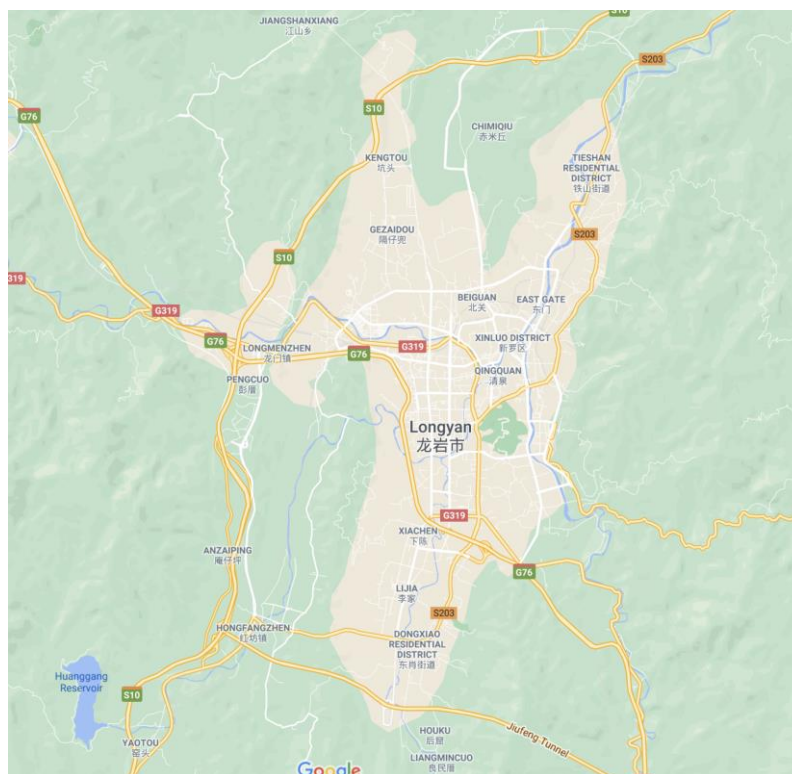 JIANGSHANXIANG
江山乡
S10
S203
G76
S10
CHIMIQIU
赤米丘
KENGTOU
坑头
TIESHAN
RESIDENTIAL
DISTRICT
铁山街道
GEZAIDOU
隔仔兜
S203
S10
319
BEIGUAN
北关
EAST GATE
东门
G319
G76
LONGMENZHEN
龙门镇
G76
G319
XINLUO DISTRICT
新罗区
QINGQUAN
清泉
PENGCUO
彭厝
Longyan
龙岩市
G319
XIACHEN
下陈
ANZAIPING
庵仔坪
G76
LIJIA
李家
S203
HONGFANGZHEN
红坊镇
DONGXIAO
RESIDENTIAL
DISTRICT
东肖街道
Huanggang
Reservoir
S10
YAOTOU
窑头
HOUKU
Jiufeng Tunnel
LIANGMINCUO
良民厝
Google